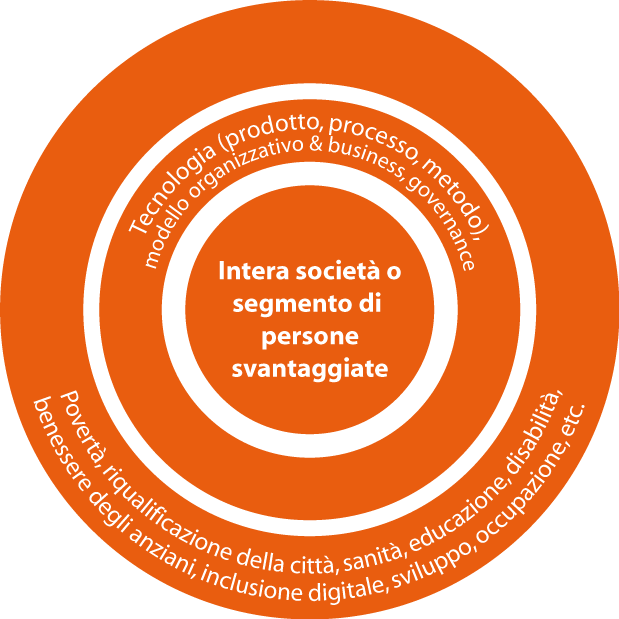 Tecnologia (prodotto, processo, metodo),
modello organizzativo & business, governance
Intera società o
segmento di
persone
svantaggiate
Povertà, riqualificazione della città, sanità, educazione, disabilità,
benessere degli anziani, inclusione digitale, sviluppo, occupazione, etc.